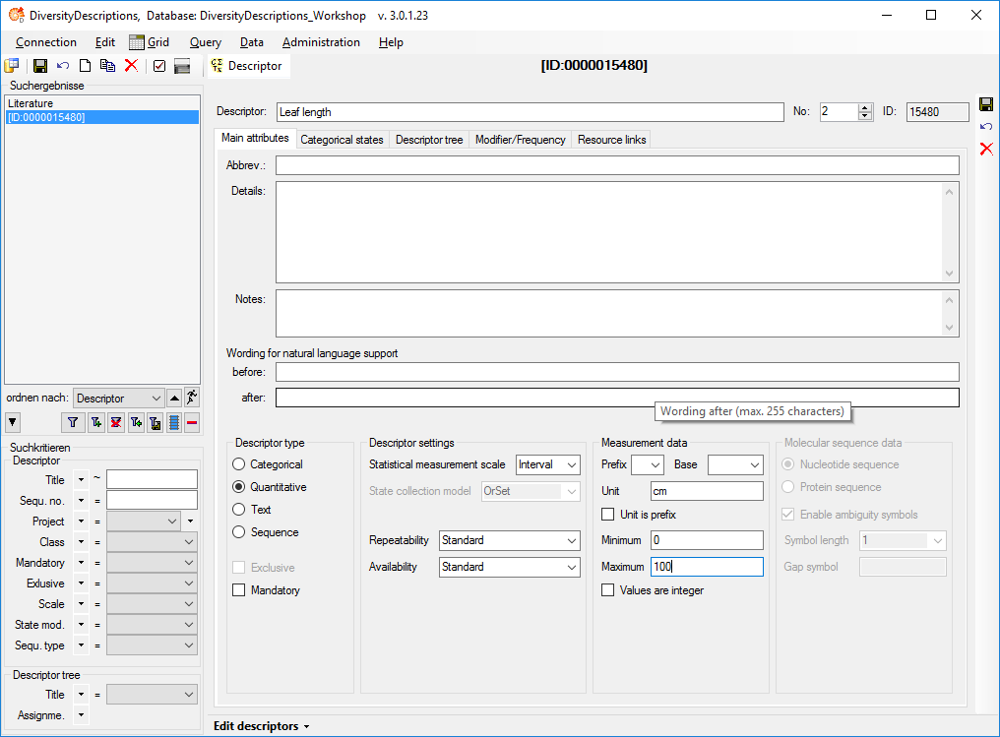 DiversityDescriptions, Database: DiversityDescriptions_Workshop v. 3.0.1.23
Connection Edit Grid Query Data Administration Help
Descriptor [ID:0000015480]
Suchergebnisse
Literature
[ID:0000015480]
Descriptor: Leaf length No: 2 ID: 15480
Main attributes Categorical states Descriptor tree Modifier/Frequency Resource links
Abbrev.:
Details:
Notes:
Wording for natural language support
before:
after:
Wording after (max. 255 characters)
ordnen nach: Descriptor
Suchkritieren
Descriptor
Title ~
Sequ. no. =
Project =
Class =
Mandatory =
Exlusive =
Scale =
State mod. =
Sequ. type =
Descriptor tree
Title =
Assignme.
Descriptor type
Categorical
Quantitative
Text
Sequence
Exclusive
Mandatory
Descriptor settings
Statistical measurement scale Interval
State collection model OrSet
Repeatability Standard
Availability Standard
Measurement data
Prefix Base
Unit cm
Unit is prefix
Minimum 0
Maximum 100
Values are integer
Molecular sequence data
Nucleotide sequence
Protein sequence
Enable ambiguity symbols
Symbol length 1
Gap symbol
Edit descriptors